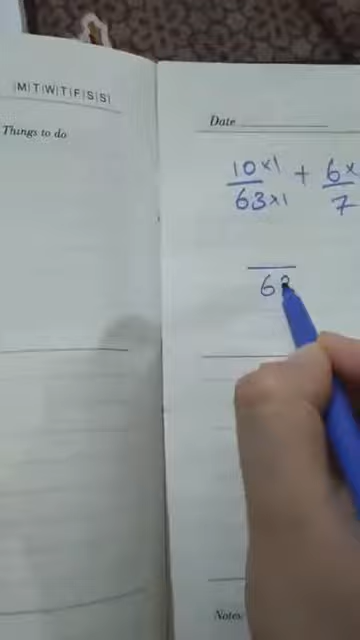 |M|T|W|T|F|S|S|
Things to do
Date
10×1 + 6×
63×1 7
63
Notes: